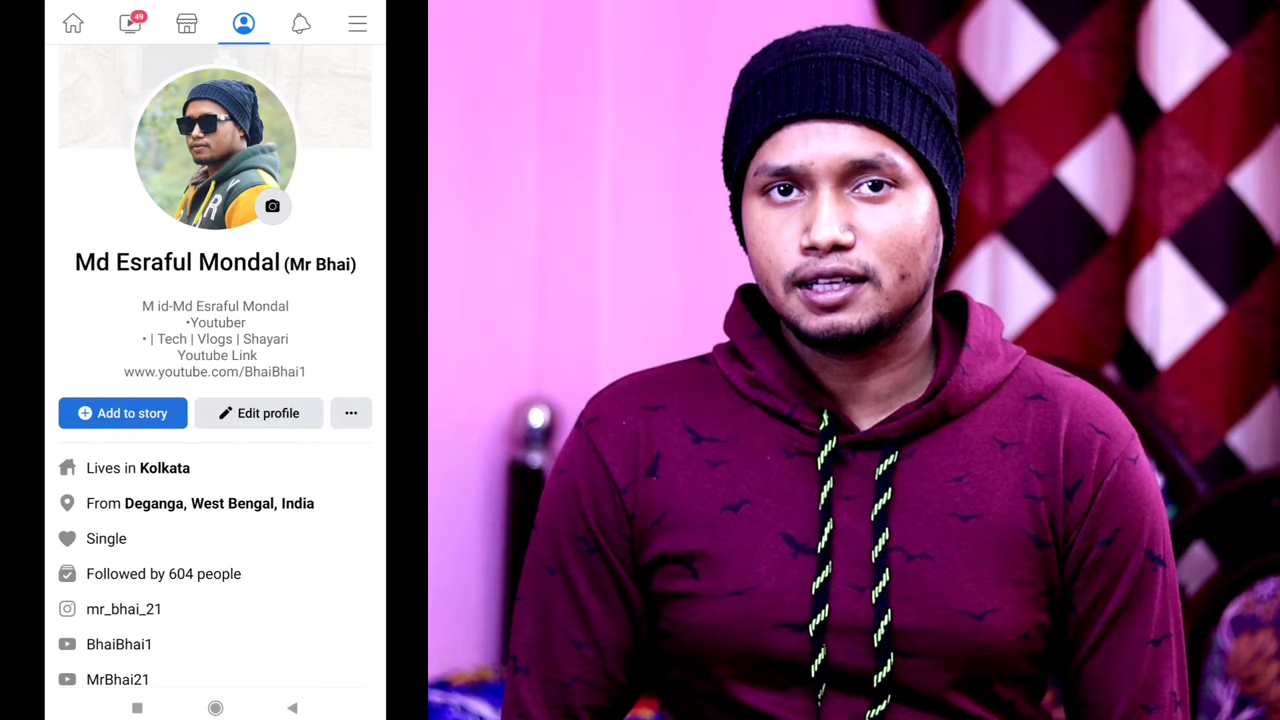 49
Md Esraful Mondal (Mr Bhai)
M id-Md Esraful Mondal
•Youtuber
• | Tech | Vlogs | Shayari
Youtube Link
www.youtube.com/BhaiBhai1
Add to story
Edit profile
Lives in Kolkata
From Deganga, West Bengal, India
Single
Followed by 604 people
mr_bhai_21
BhaiBhai1
MrBhai21